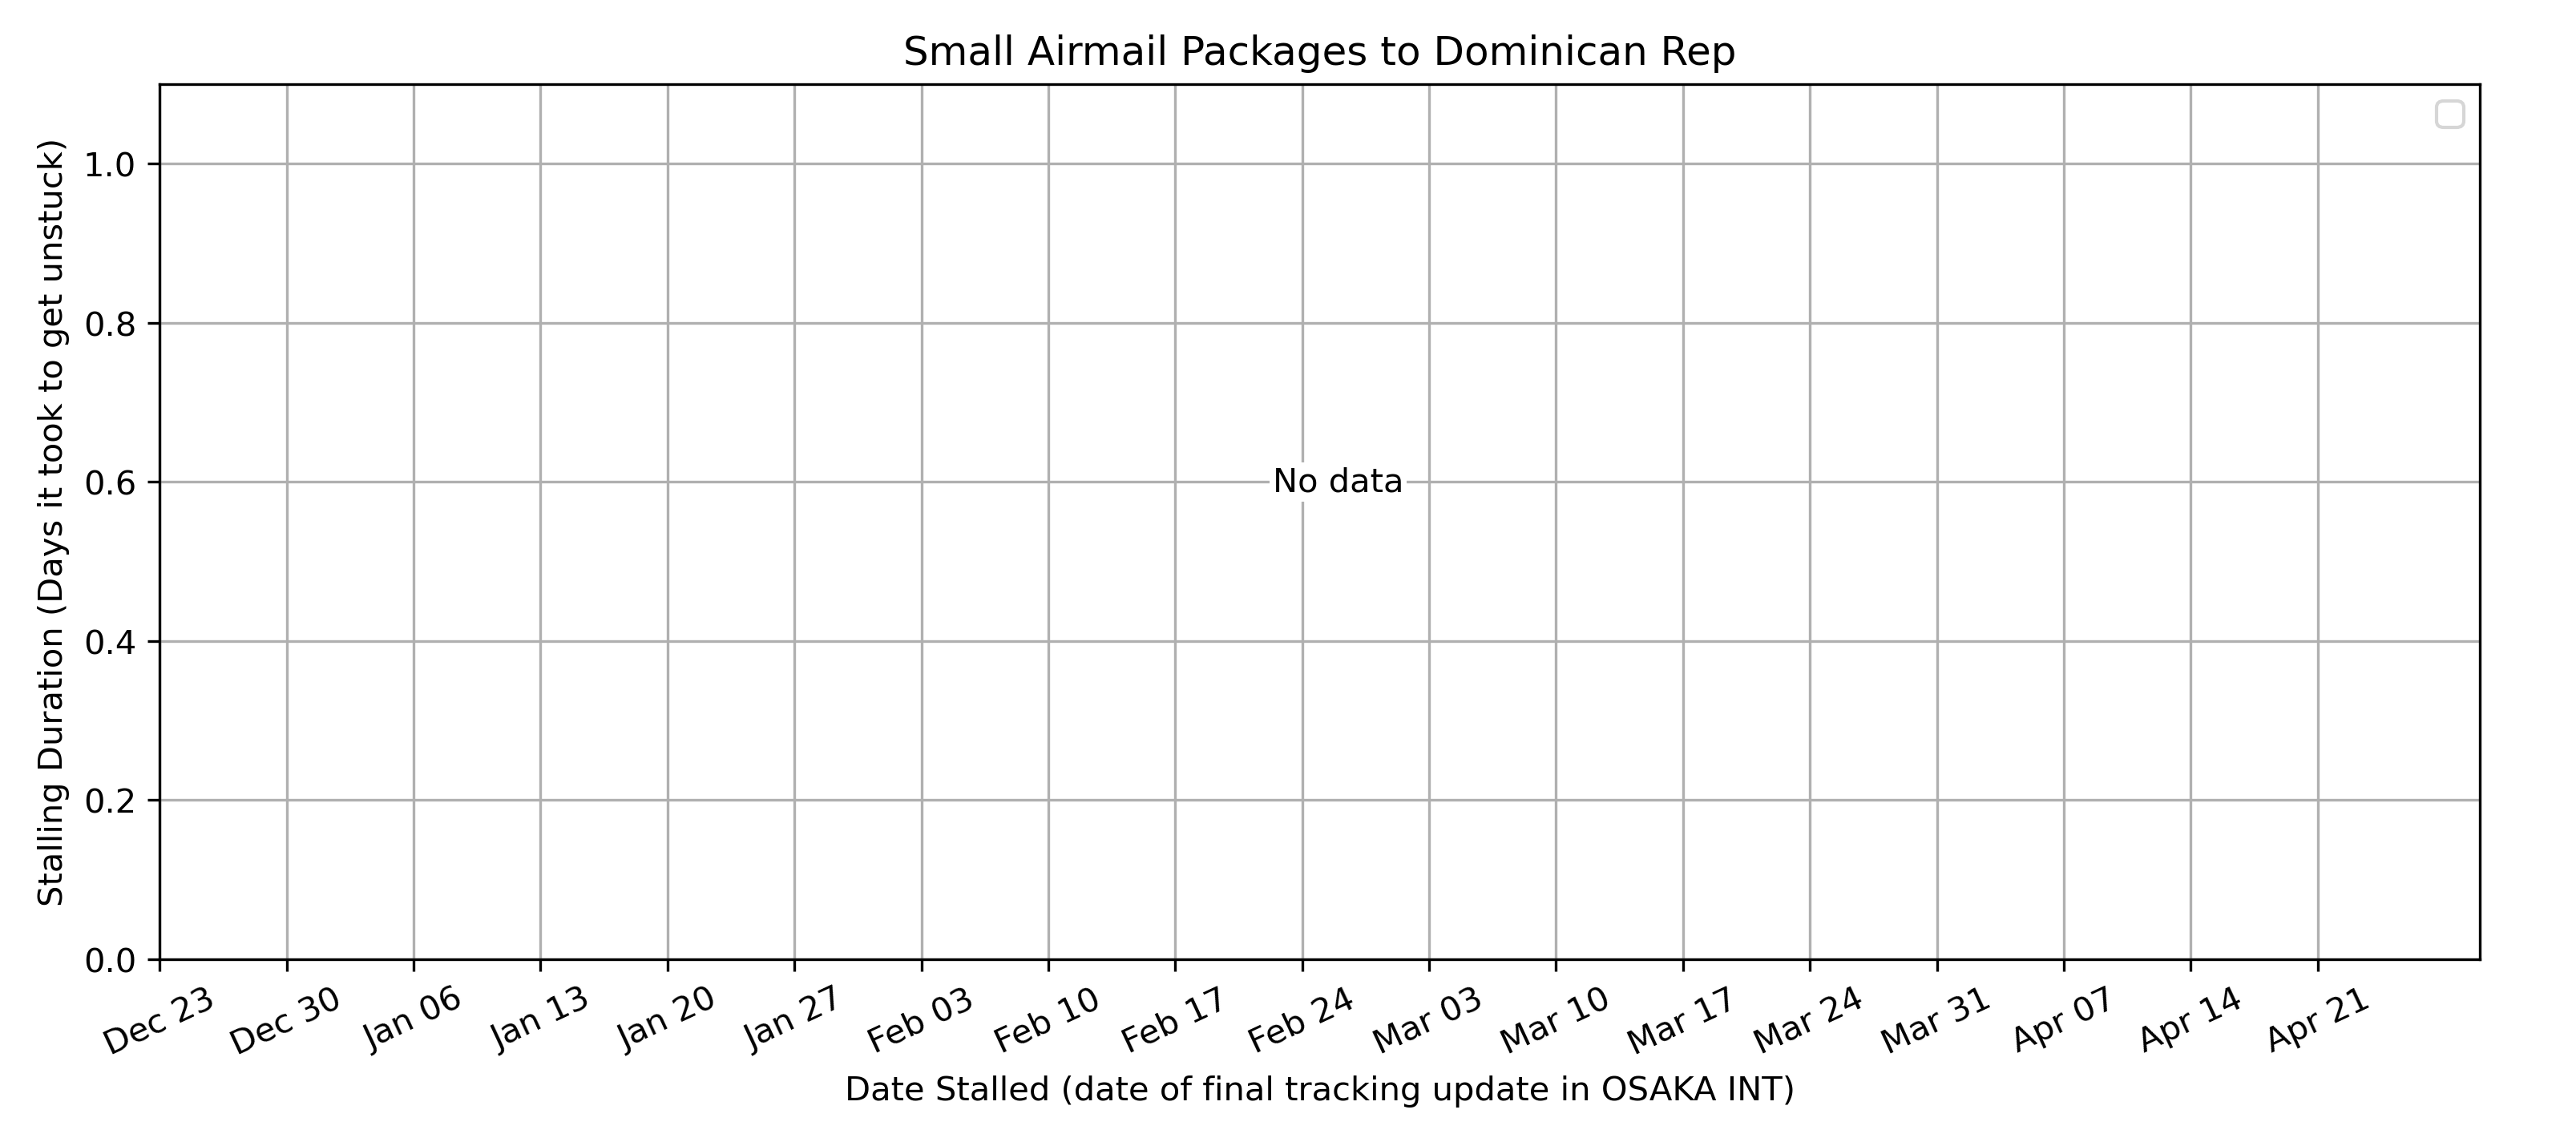 Small Airmail Packages to Dominican Rep
Stalling Duration (Days it took to get unstuck)
1.0
0.8
0.6
0.4
0.2
0.0
No data
Dec 23
Dec 30
Jan 06
Jan 13
Jan 20
Jan 27
Feb 03
Feb 10
Feb 17
Feb 24
Mar 03
Mar 10
Mar 17
Mar 24
Mar 31
Apr 07
Apr 14
Apr 21
Date Stalled (date of final tracking update in OSAKA INT)